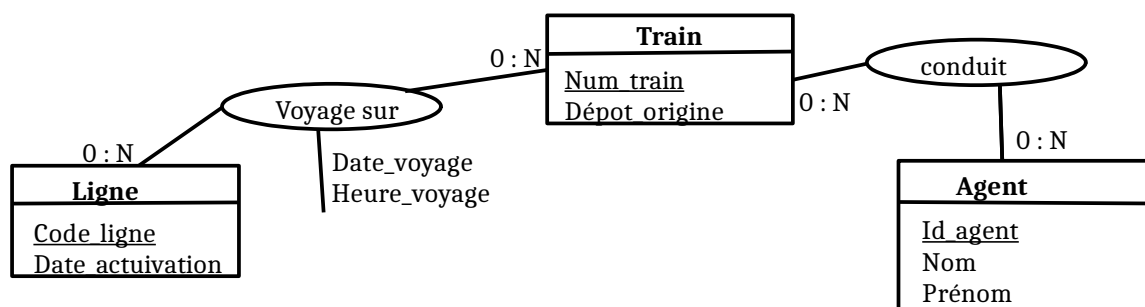 Train
Num_train
Dépot_origine
0 : N
0 : N
conduit
0 : N
Voyage sur
Date_voyage
Heure_voyage
0 : N
Ligne
Code_ligne
Date_actuivation
Agent
Id_agent
Nom
Prénom